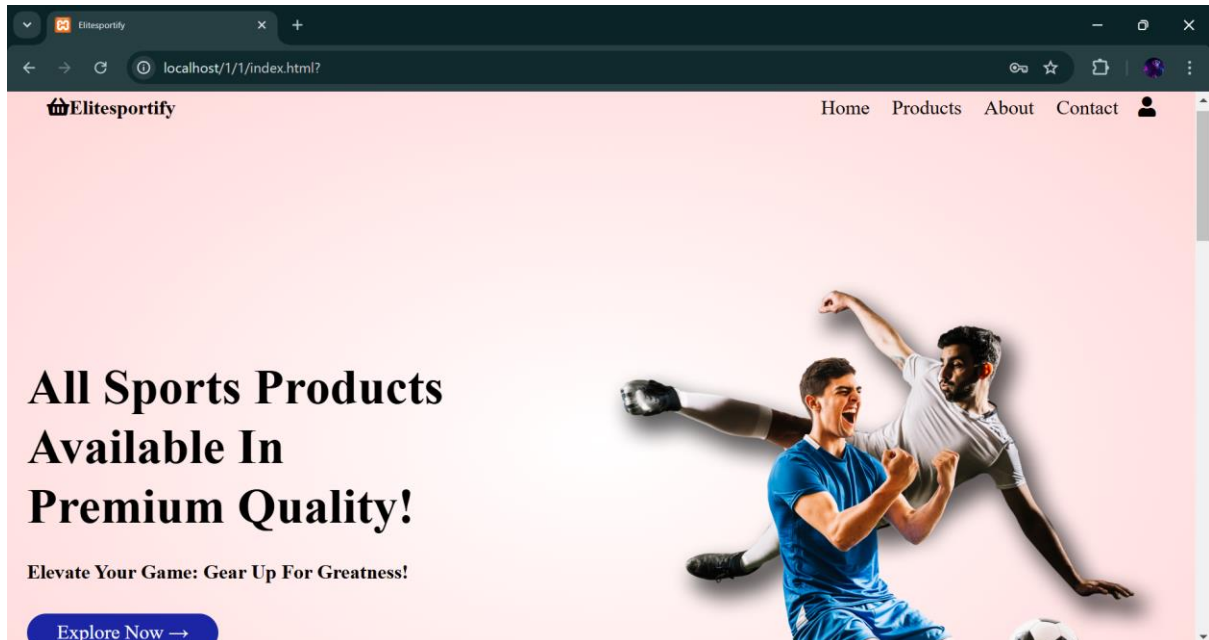 Elitesportify
localhost/1/1/index.html?
Elitesportify
Home Products About Contact
All Sports Products
Available In
Premium Quality!
Elevate Your Game: Gear Up For Greatness!
Explore Now →